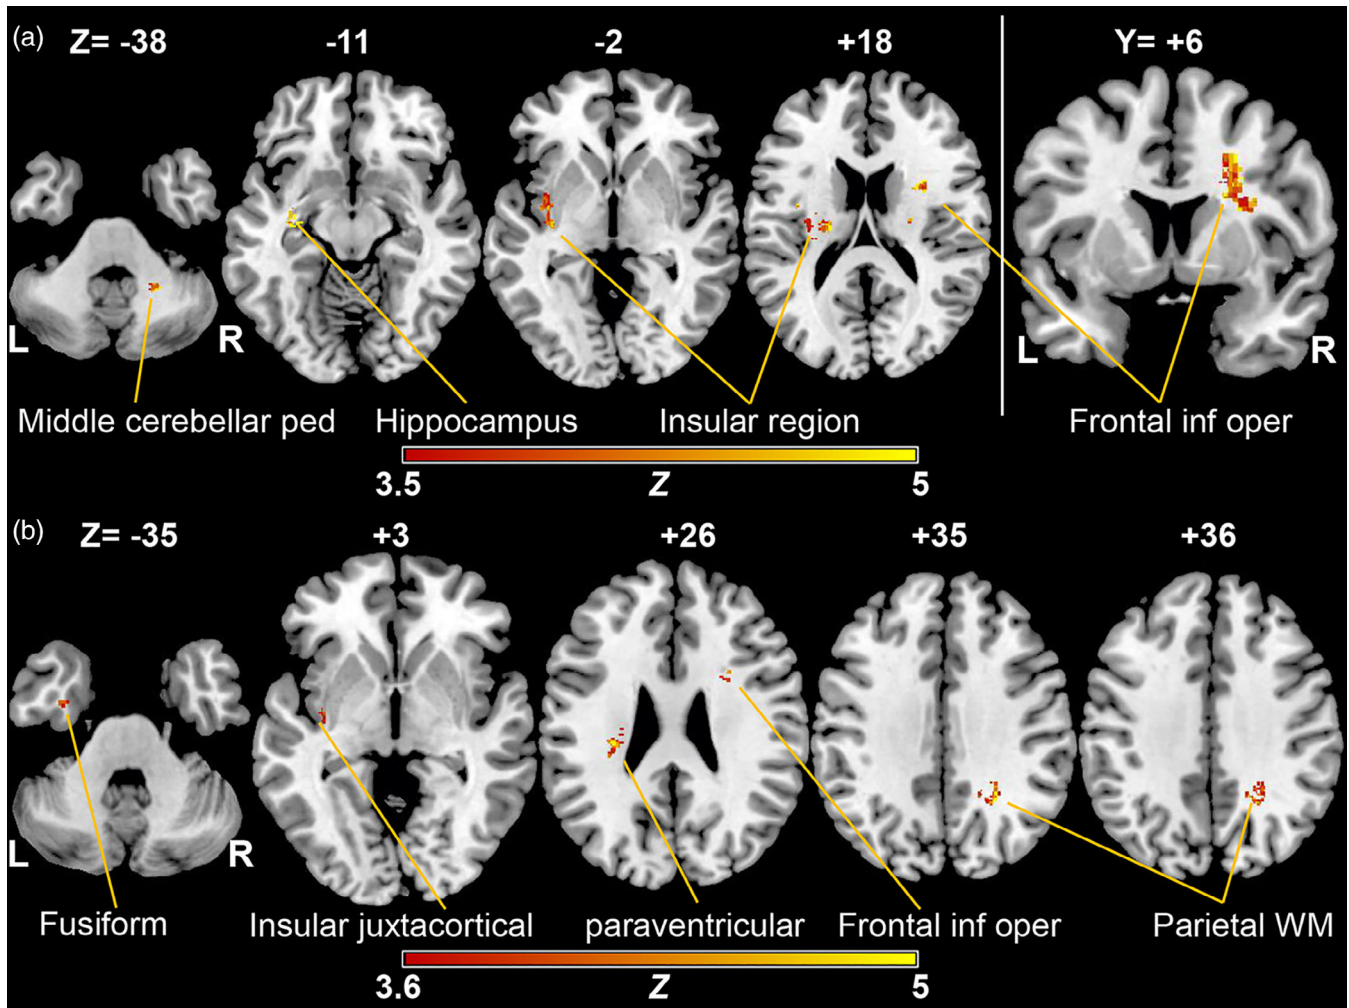 (a) Z= -38 -11 -2 +18 Y= +6
L R L R
Middle cerebellar ped Hippocampus Insular region Frontal inf oper
3.5 Z 5
(b) Z= -35 +3 +26 +35 +36
L R
Fusiform Insular juxtacortical paraventricular Frontal inf oper Parietal WM
3.6 Z 5